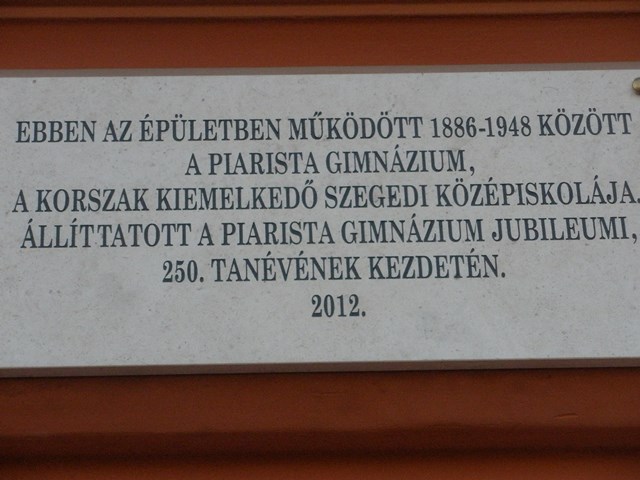 EBBEN AZ ÉPÜLETBEN MŰKÖDÖTT 1886-1948 KÖZÖTT
A PIARISTA GIMNÁZIUM,
A KORSZAK KIEMELKEDŐ SZEGEDI KÖZÉPISKOLÁJA.
ÁLLÍTTATOTT A PIARISTA GIMNÁZIUM JUBILEUMI,
250. TANÉVÉNEK KEZDETÉN.
2012.